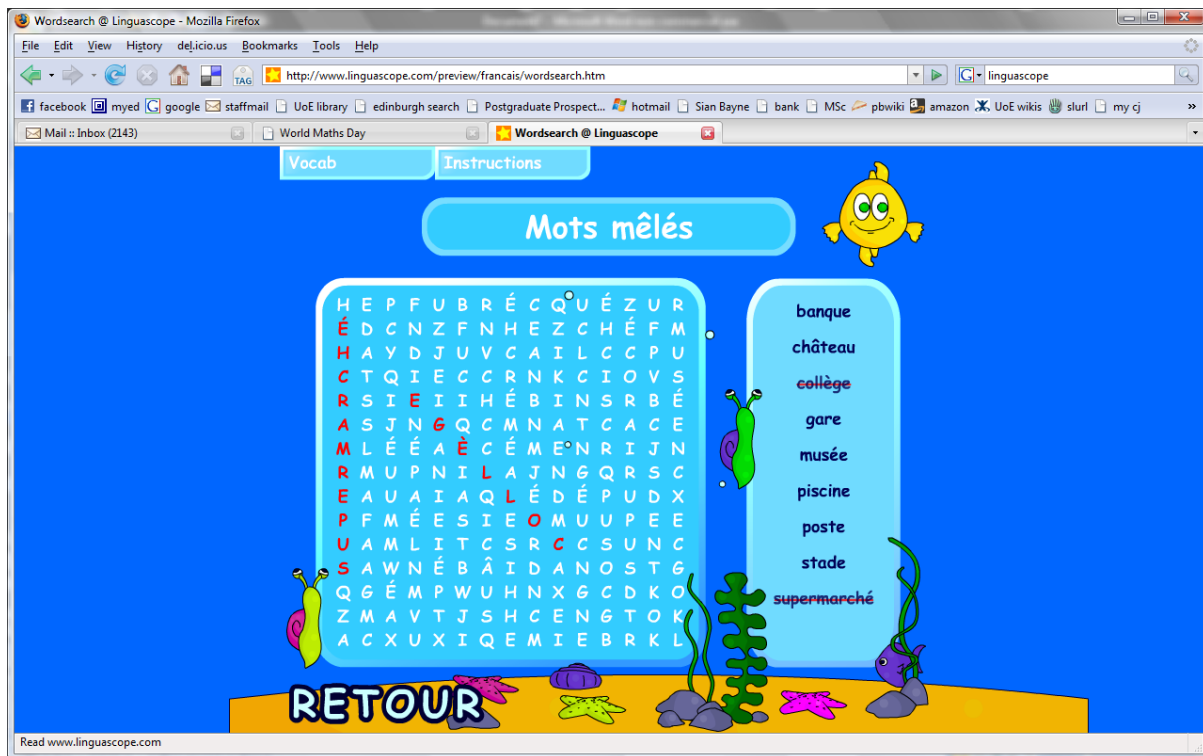 Wordsearch @ Linguascope - Mozilla Firefox
File Edit View History del.icio.us Bookmarks Tools Help
TAG http://www.linguascope.com/preview/francais/wordsearch.htm G linguascope
facebook myed google staffmail UoE library edinburgh search Postgraduate Prospect... hotmail Sian Bayne bank MSc pbwiki amazon UoE wikis slurl my cj »
Mail :: Inbox (2143) World Maths Day Wordsearch @ Linguascope
Vocab Instructions
Mots mêlés
H E P F U B R É C Q U É Z U R
É D C N Z F N H E Z C H É F M
H A Y D J U V C A I L C C P U
C T Q I E C C R N K C I O V S
R S I E I I H É B I N S R B É
A S J N G Q C M N A T C A C E
M L É É A È C É M E N R I J N
R M U P N I L A J N G Q R S C
E A U A I A Q L É D É P U D X
P F M É E S I E O M U U P E E
U A M L I T C S R C C S U N C
S A W N É B Â I D A N O S T G
Q G É M P W U H N X G C D K O
Z M A V T J S H C E N G T O K
A C X U X I Q E M I E B R K L
banque
château
collège
gare
musée
piscine
poste
stade
supermarché
RETOUR
Read www.linguascope.com